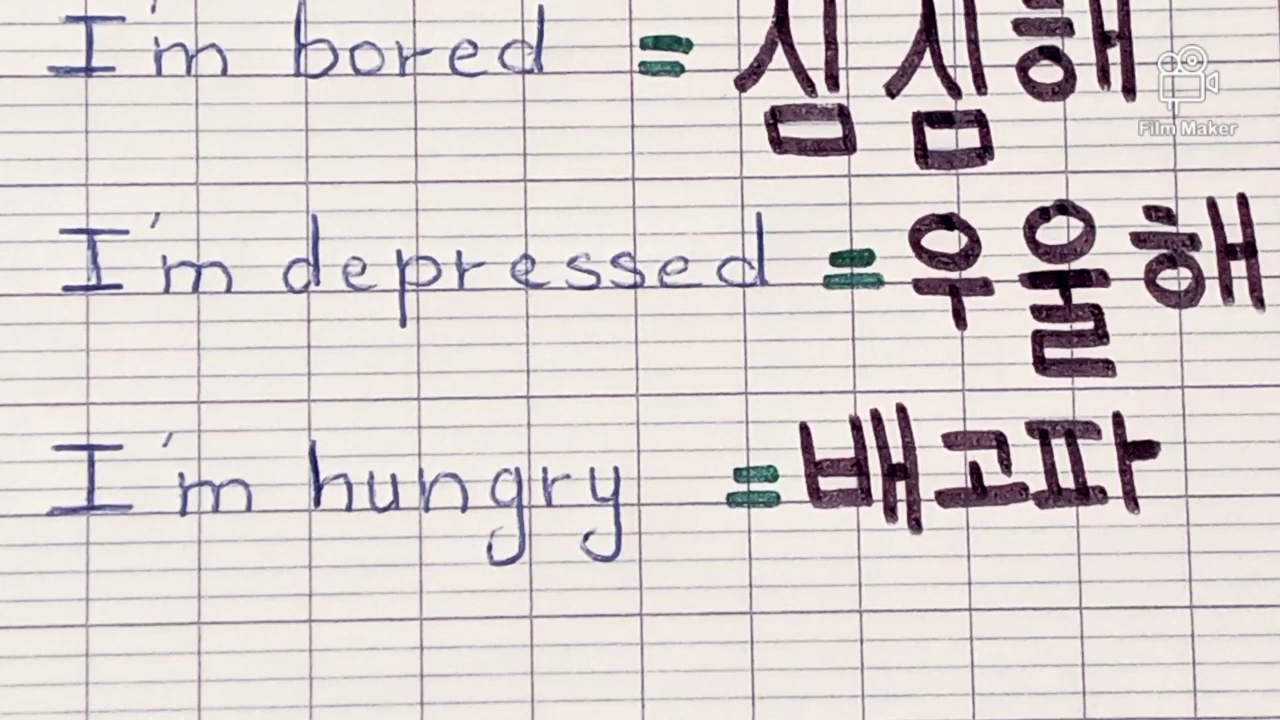 I'm bored = 심심해
Film Maker
I'm depressed = 우울해
I'm hungry = 배고파